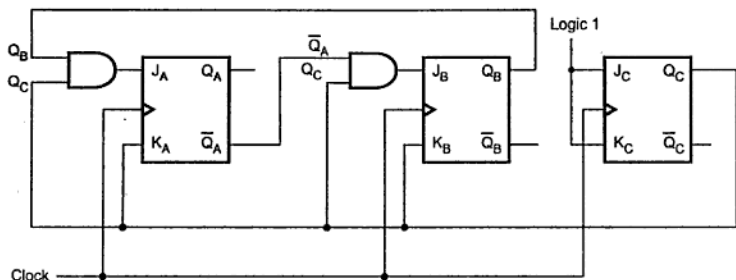 Logic 1
Q_B
Q_C
J_A
Q_A
K_A
Q̅_A
Q̅_A
Q_C
J_B
Q_B
K_B
Q̅_B
J_C
Q_C
K_C
Q̅_C
Clock